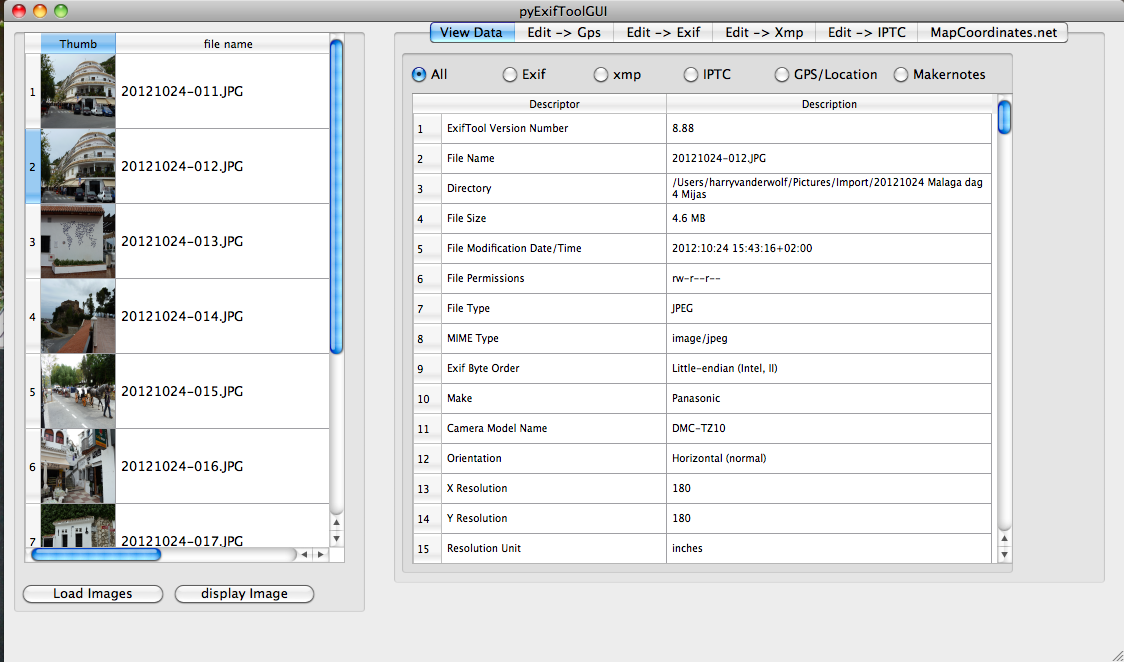 pyExifToolGUI
Thumb file name
1 20121024-011.JPG
2 20121024-012.JPG
3 20121024-013.JPG
4 20121024-014.JPG
5 20121024-015.JPG
6 20121024-016.JPG
7 20121024-017.JPG
Load Images display Image
View Data Edit -> Gps Edit -> Exif Edit -> Xmp Edit -> IPTC MapCoordinates.net
All Exif xmp IPTC GPS/Location Makernotes
Descriptor Description
1 ExifTool Version Number 8.88
2 File Name 20121024-012.JPG
3 Directory /Users/harryvanderwolf/Pictures/Import/20121024 Malaga dag
4 Mijas
4 File Size 4.6 MB
5 File Modification Date/Time 2012:10:24 15:43:16+02:00
6 File Permissions rw-r--r--
7 File Type JPEG
8 MIME Type image/jpeg
9 Exif Byte Order Little-endian (Intel, II)
10 Make Panasonic
11 Camera Model Name DMC-TZ10
12 Orientation Horizontal (normal)
13 X Resolution 180
14 Y Resolution 180
15 Resolution Unit inches